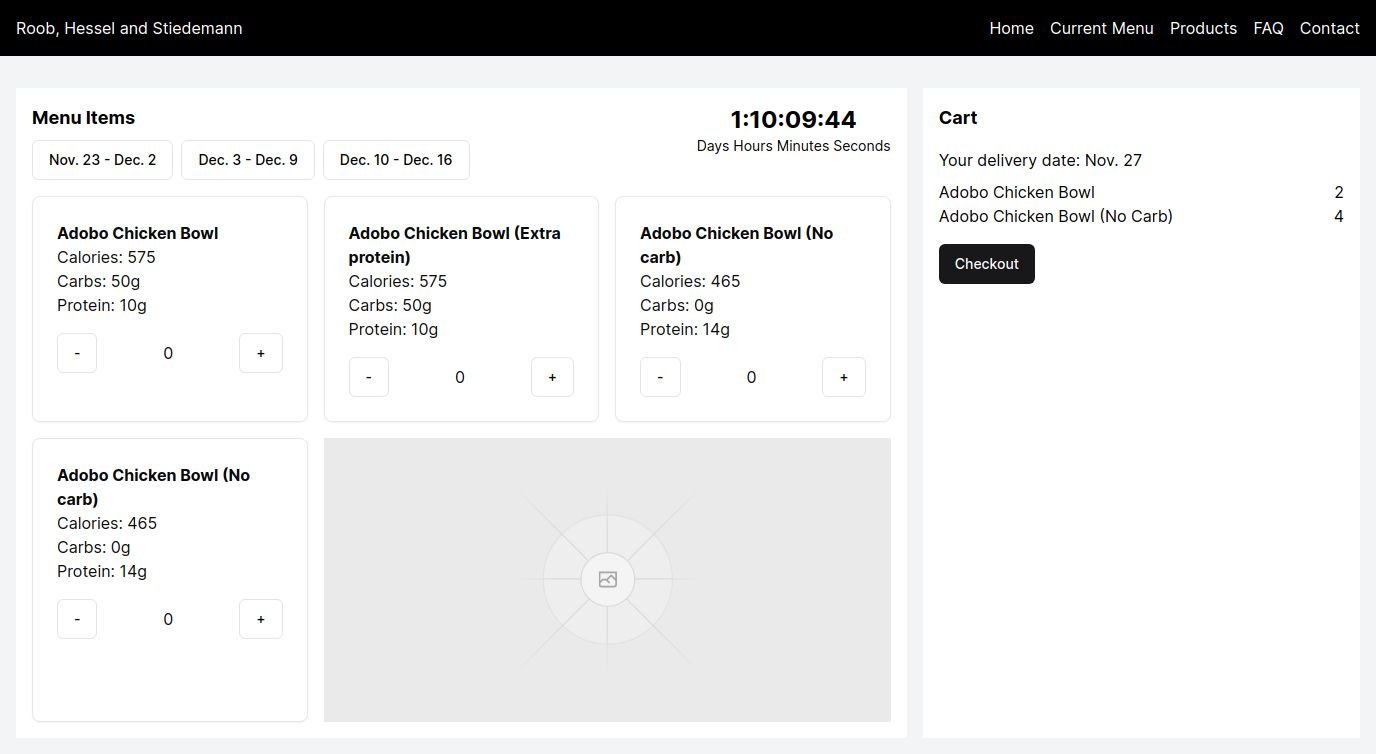 Roob, Hessel and Stiedemann
Home Current Menu Products FAQ Contact
Menu Items
1:10:09:44
Days Hours Minutes Seconds
Nov. 23 - Dec. 2
Dec. 3 - Dec. 9
Dec. 10 - Dec. 16
Adobo Chicken Bowl
Calories: 575
Carbs: 50g
Protein: 10g
- 0 +
Adobo Chicken Bowl (Extra
protein)
Calories: 575
Carbs: 50g
Protein: 10g
- 0 +
Adobo Chicken Bowl (No
carb)
Calories: 465
Carbs: 0g
Protein: 14g
- 0 +
Adobo Chicken Bowl (No
carb)
Calories: 465
Carbs: 0g
Protein: 14g
- 0 +
Cart
Your delivery date: Nov. 27
Adobo Chicken Bowl 2
Adobo Chicken Bowl (No Carb) 4
Checkout